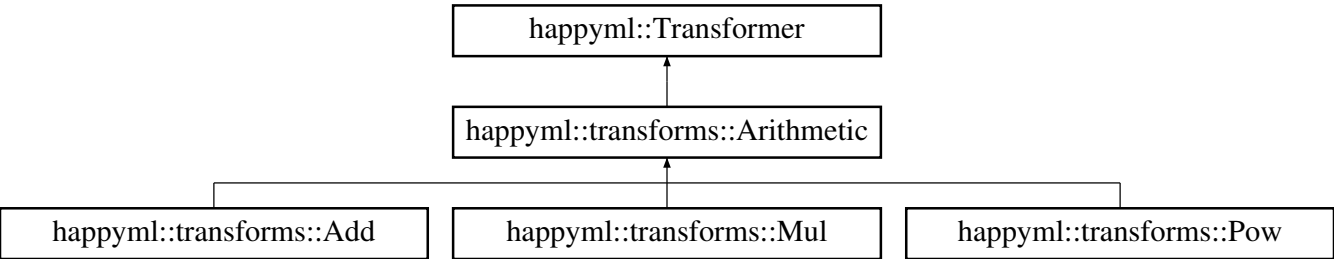 happyml::Transformer
happyml::transforms::Arithmetic
happyml::transforms::Add
happyml::transforms::Mul
happyml::transforms::Pow